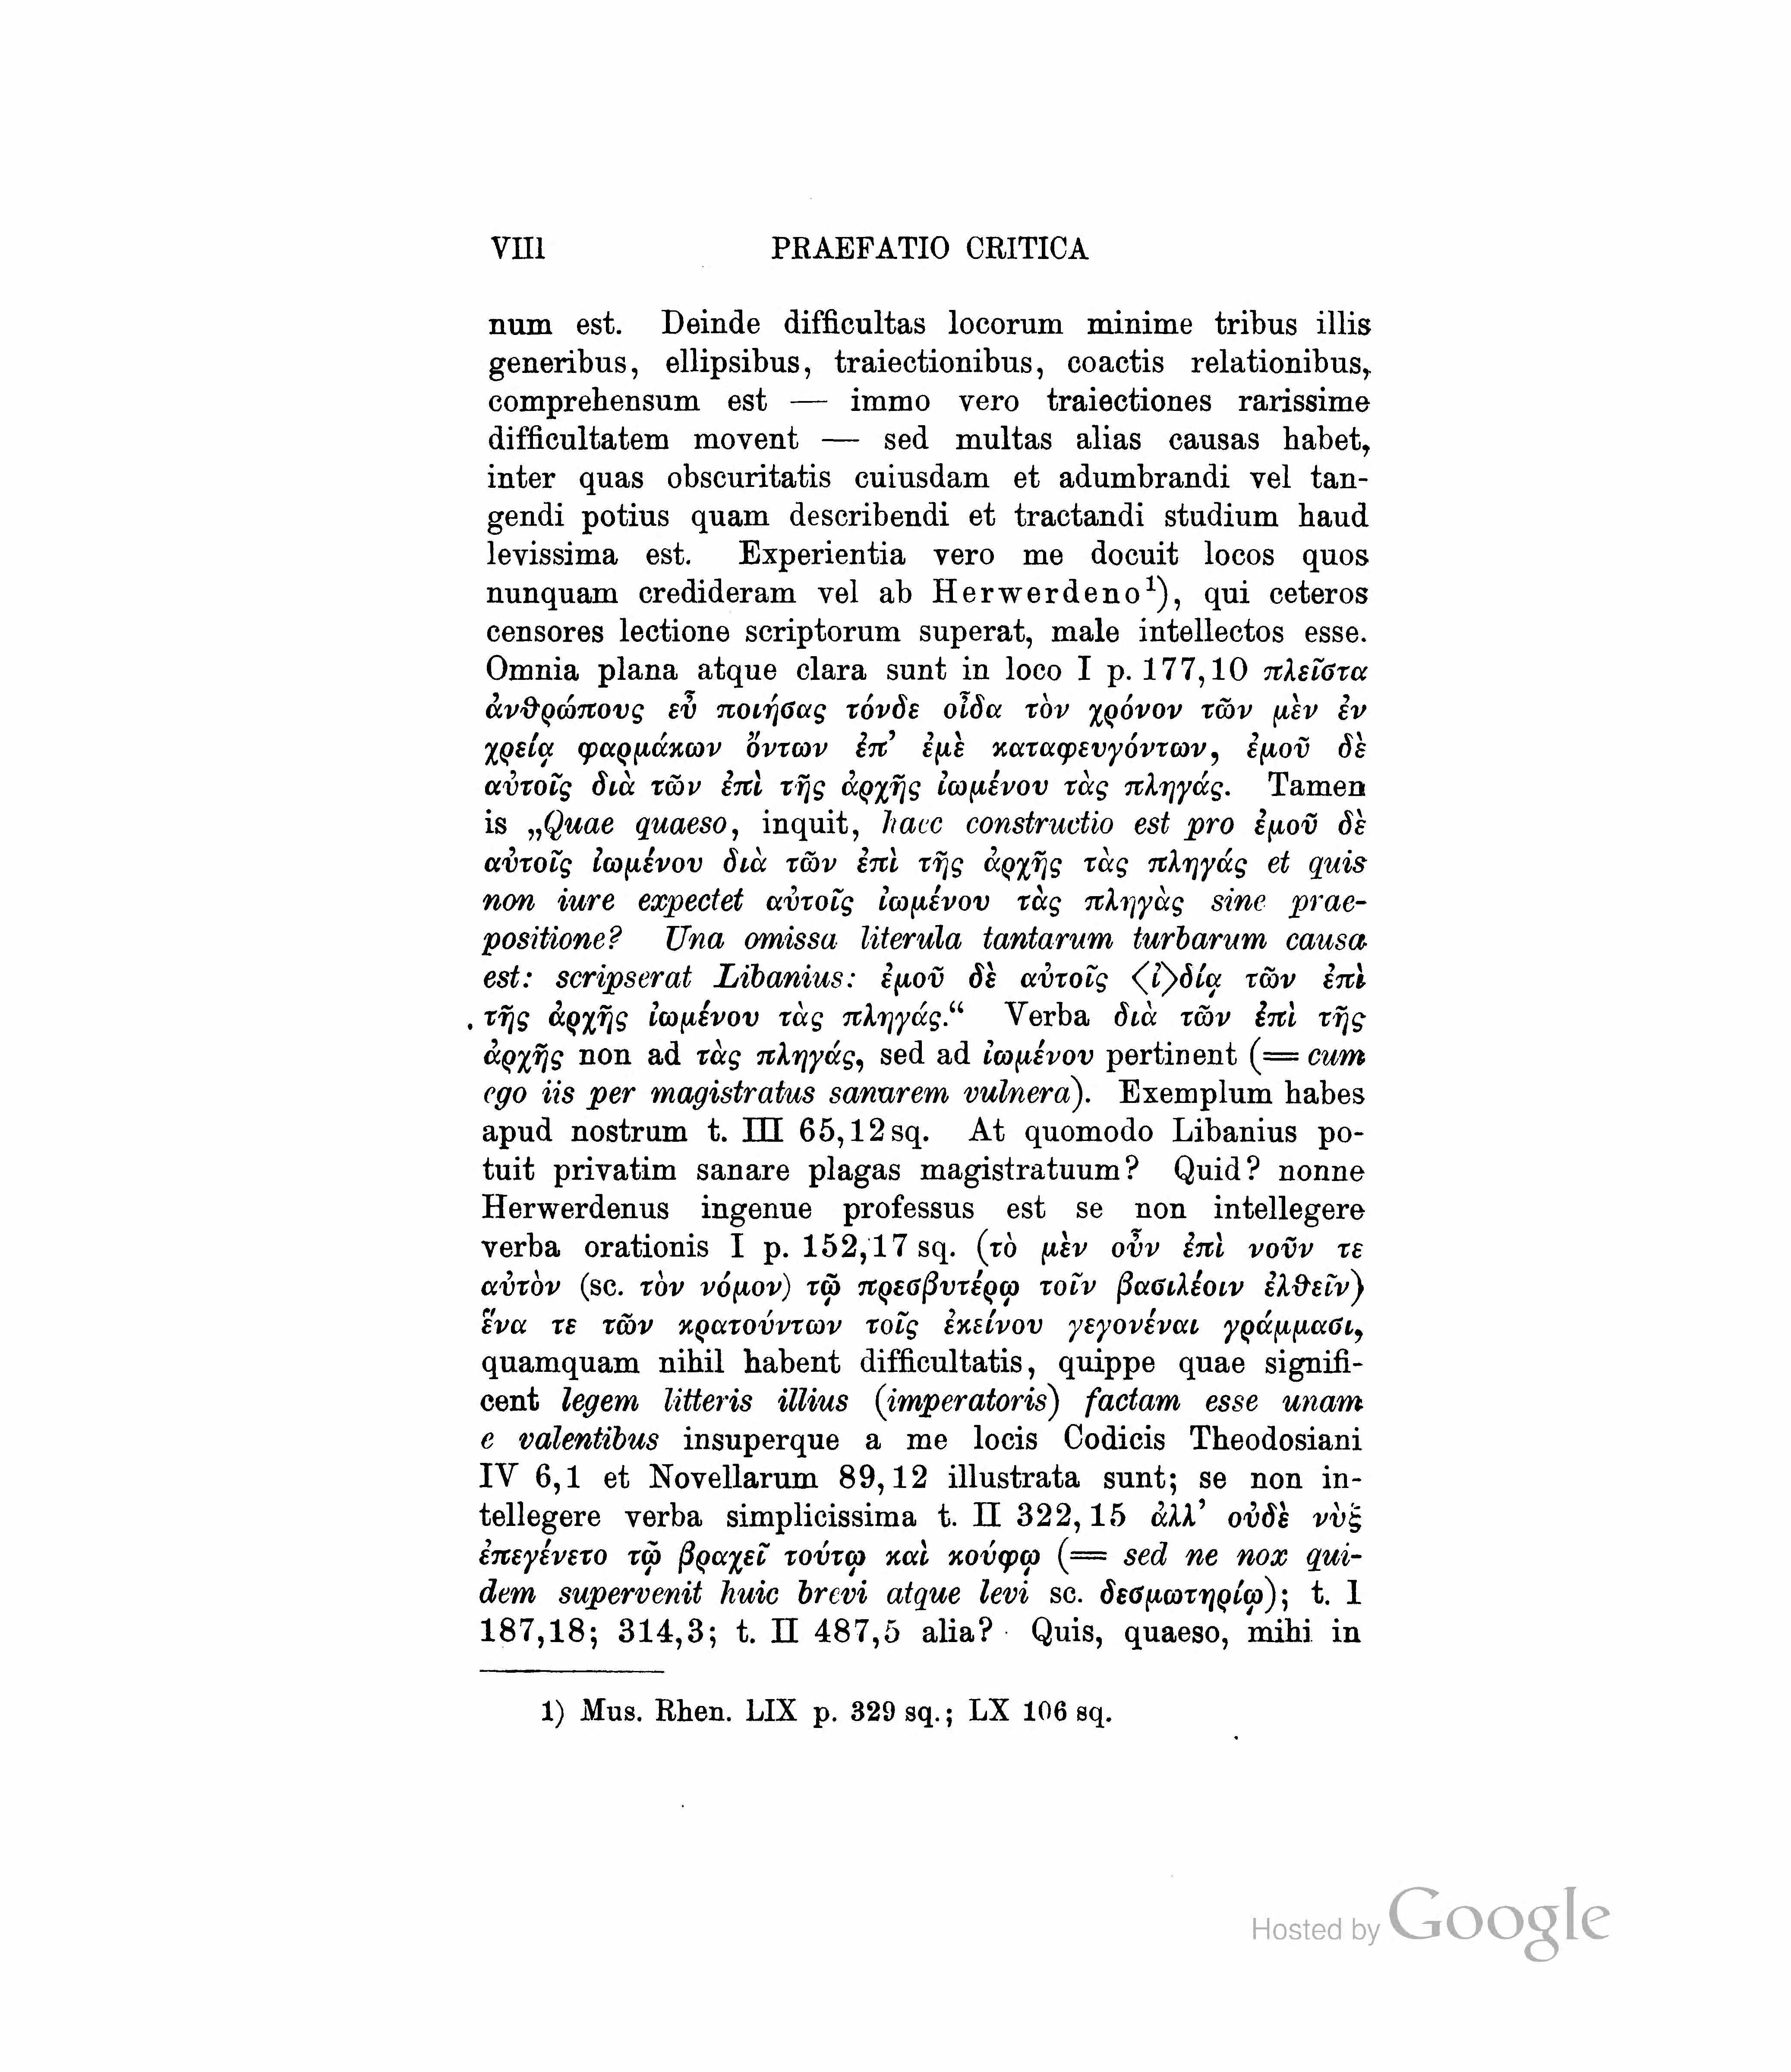 VIII PRAEFATIO CRITICA
num est. Deinde difficultas locorum minime tribus illis
generibus, ellipsibus, traiectionibus, coactis relationibus,
comprehensum est — immo vero traiectiones rarissime
difficultatem movent — sed multas alias causas habet,
inter quas obscuritatis cuiusdam et adumbrandi vel tan-
gendi potius quam describendi et tractandi studium haud
levissima est. Experientia vero me docuit locos quos
nunquam credideram vel ab Herwerdeno¹), qui ceteros
censores lectione scriptorum superat, male intellectos esse.
Omnia plana atque clara sunt in loco I p. 177,10 πλεῖστα
ἀνθρώπους εὖ ποιήσας τόνδε οἶδα τὸν χρόνον τῶν μὲν ἐν
χρείᾳ φαρμάκων ὄντων ἐπ’ ἐμὲ καταφευγόντων, ἐμοῦ δὲ
αὐτοῖς διὰ τῶν ἐπὶ τῆς ἀρχῆς ἰωμένου τὰς πληγάς. Tamen
is „Quae quaeso, inquit, haec constructio est pro ἐμοῦ δὲ
αὐτοῖς ἰωμένου διὰ τῶν ἐπὶ τῆς ἀρχῆς τὰς πληγάς et quis
non iure expectet αὐτοῖς ἰωμένου τὰς πληγὰς sine prae-
positione? Una omissa literula tantarum turbarum causa
est: scripserat Libanius: ἐμοῦ δὲ αὐτοῖς ⟨ἰ⟩δίᾳ τῶν ἐπὶ
τῆς ἀρχῆς ἰωμένου τὰς πληγάς.“ Verba διὰ τῶν ἐπὶ τῆς
ἀρχῆς non ad τὰς πληγάς, sed ad ἰωμένου pertinent (= cum
ego iis per magistratus sanarem vulnera). Exemplum habes
apud nostrum t. III 65,12 sq. At quomodo Libanius po-
tuit privatim sanare plagas magistratuum? Quid? nonne
Herwerdenus ingenue professus est se non intellegere
verba orationis I p. 152,17 sq. (τὸ μὲν οὖν ἐπὶ νοῦν τε
αὐτὸν (sc. τὸν νόμον) τῷ πρεσβυτέρῳ τοῖν βασιλέοιν ἐλθεῖν)
ἕνα τε τῶν κρατούντων τοῖς ἐκείνου γεγονέναι γράμμασι,
quamquam nihil habent difficultatis, quippe quae signifi-
cent legem litteris illius (imperatoris) factam esse unam
e valentibus insuperque a me locis Codicis Theodosiani
IV 6,1 et Novellarum 89,12 illustrata sunt; se non in-
tellegere verba simplicissima t. II 322,15 ἀλλ’ οὐδὲ νὺξ
ἐπεγένετο τῷ βραχεῖ τούτῳ καὶ κούφῳ (= sed ne nox qui-
dem supervenit huic brevi atque levi sc. δεσμωτηρίῳ); t. I
187,18; 314,3; t. II 487,5 alia? Quis, quaeso, mihi in
1) Mus. Rhen. LIX p. 329 sq.; LX 106 sq.
Hosted by Google